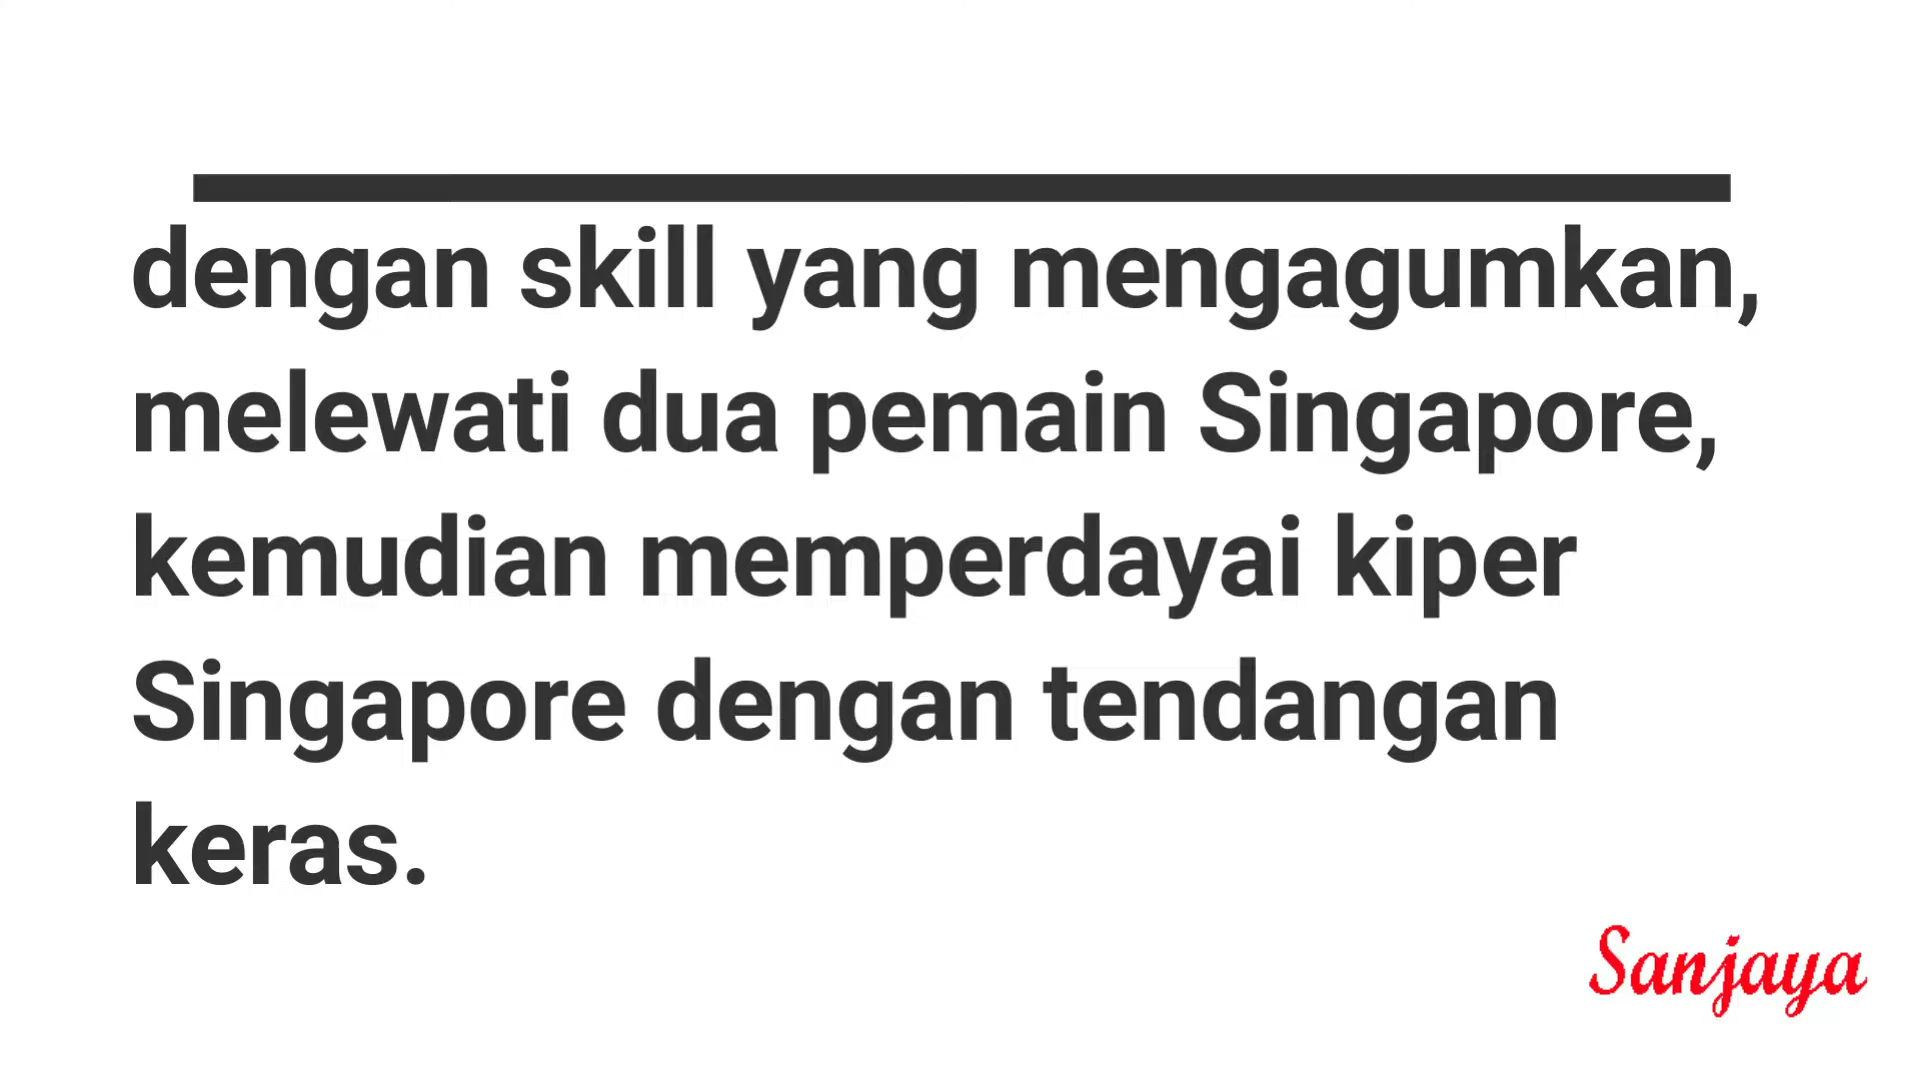 dengan skill yang mengagumkan,
melewati dua pemain Singapore,
kemudian memperdayai kiper
Singapore dengan tendangan
keras.
Sanjaya